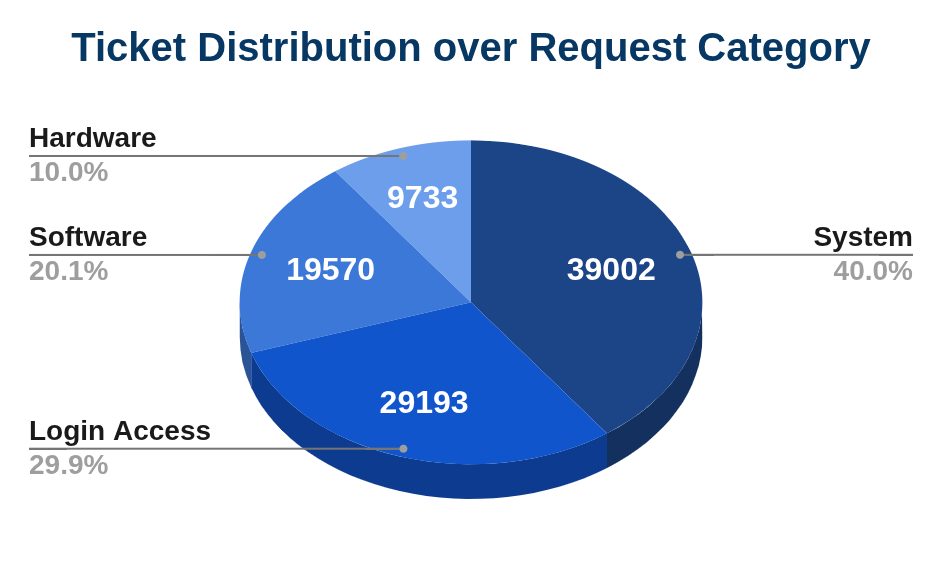 Ticket Distribution over Request Category
Hardware
10.0%
9733
Software
20.1%
19570
System
40.0%
39002
Login Access
29.9%
29193